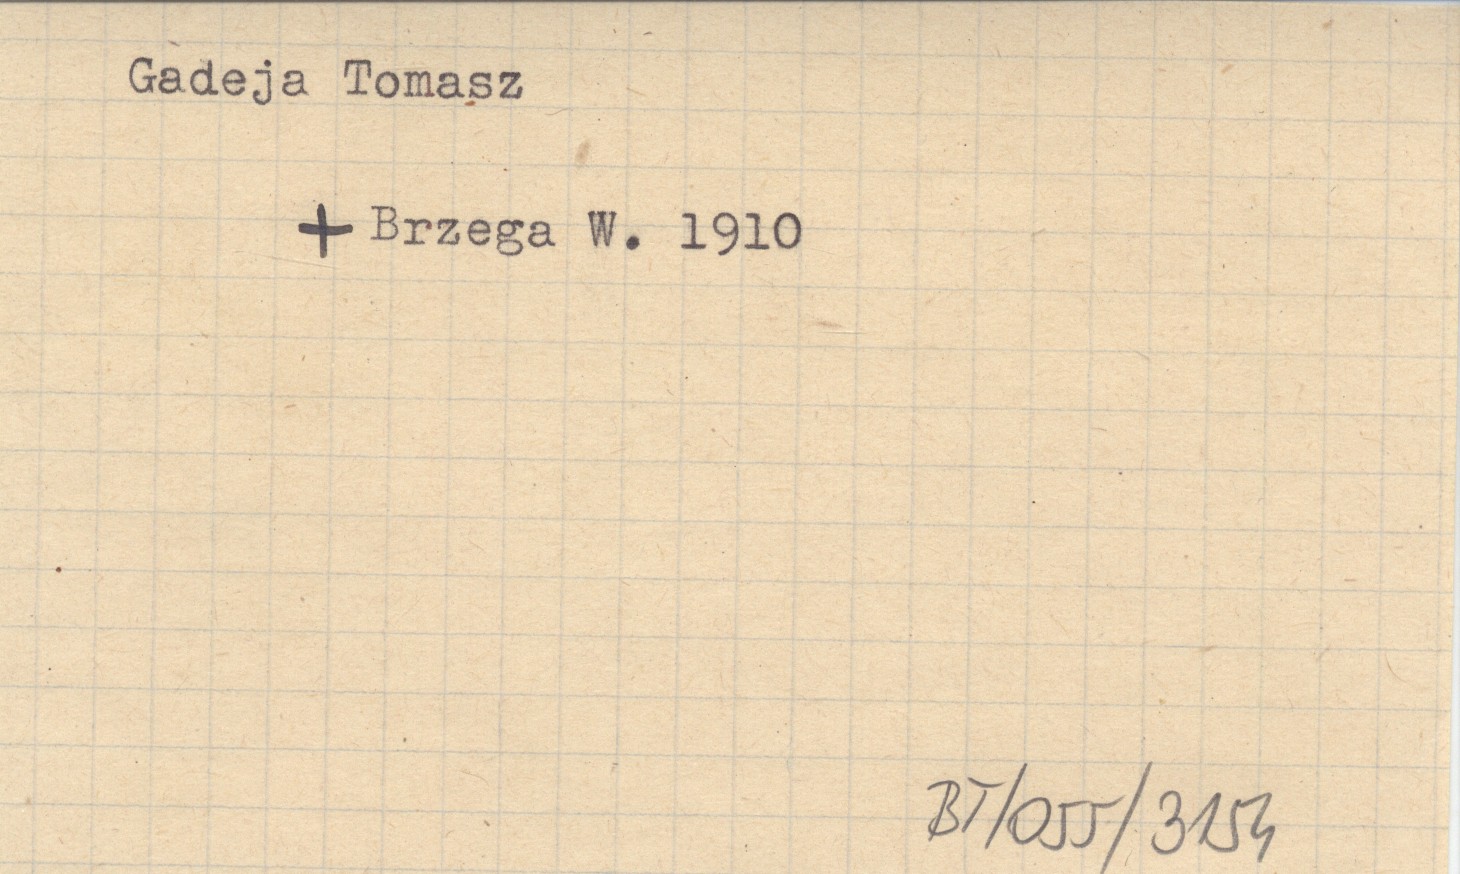 Gadeja Tomasz
+ Brzega W. 1910
BT/055/3154